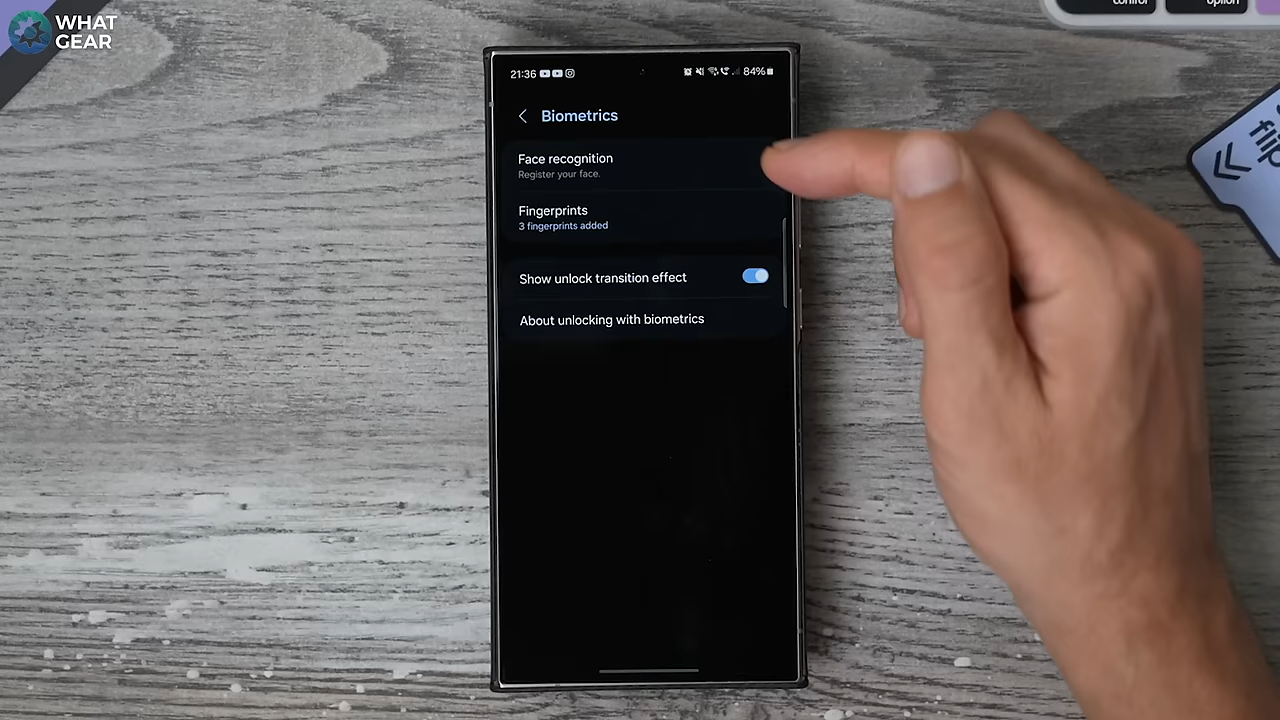 WHAT
GEAR
control
option
21:36
84%
Biometrics
Face recognition
Register your face.
Fingerprints
3 fingerprints added
Show unlock transition effect
About unlocking with biometrics